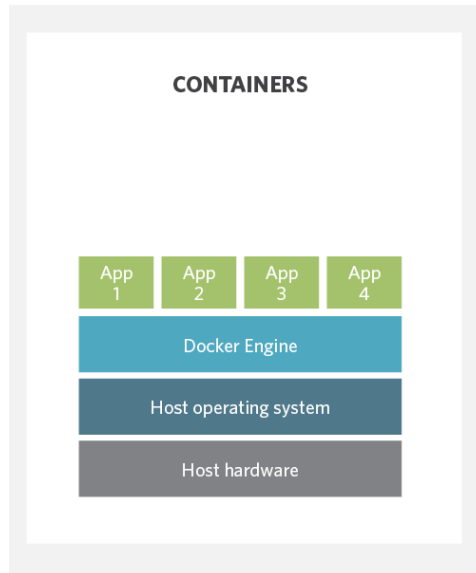 CONTAINERS
App
1
App
2
App
3
App
4
Docker Engine
Host operating system
Host hardware